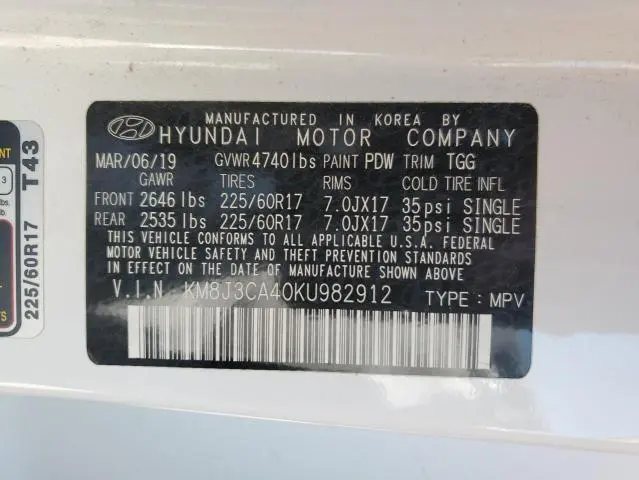 MANUFACTURED IN KOREA BY
HYUNDAI MOTOR COMPANY
MAR/06/19 GVWR4740lbs PAINT PDW TRIM TGG
GAWR TIRES RIMS COLD TIRE INFL
FRONT 2646 lbs 225/60R17 7.0JX17 35psi SINGLE
REAR 2535 lbs 225/60R17 7.0JX17 35psi SINGLE
THIS VEHICLE CONFORMS TO ALL APPLICABLE U.S.A. FEDERAL
MOTOR VEHICLE SAFETY AND THEFT PREVENTION STANDARDS
IN EFFECT ON THE DATE OF MANUFACTURE SHOWN ABOVE.
V.I.N. KM8J3CA40KU982912 TYPE : MPV
225/60R17 T43
3
lbs.